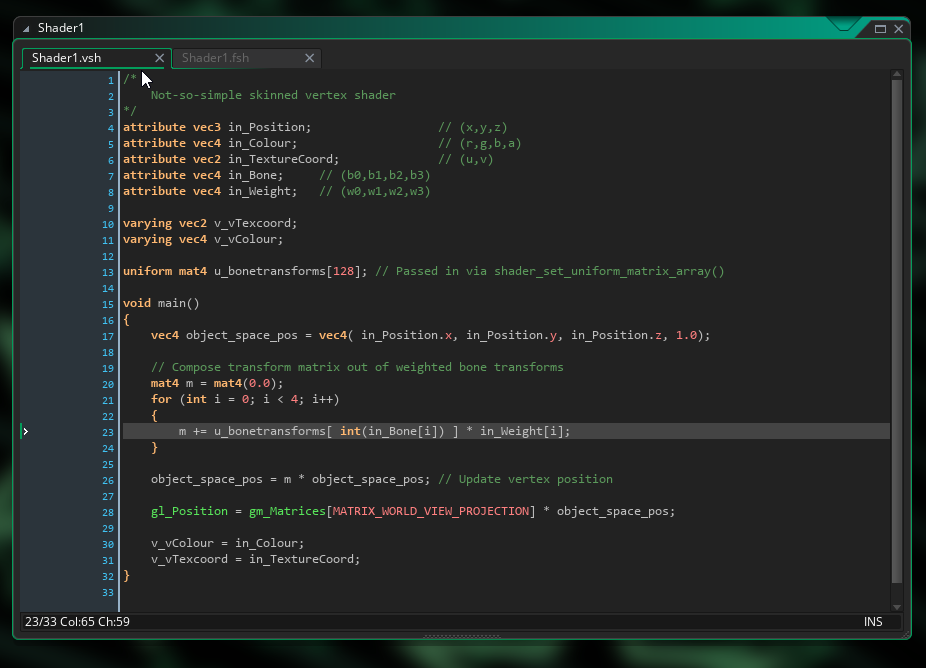 Shader1
Shader1.vsh
Shader1.fsh
1 /*
2     Not-so-simple skinned vertex shader
3 */
4 attribute vec3 in_Position;                  // (x,y,z)
5 attribute vec4 in_Colour;                    // (r,g,b,a)
6 attribute vec2 in_TextureCoord;              // (u,v)
7 attribute vec4 in_Bone;     // (b0,b1,b2,b3)
8 attribute vec4 in_Weight;   // (w0,w1,w2,w3)
9
10 varying vec2 v_vTexcoord;
11 varying vec4 v_vColour;
12
13 uniform mat4 u_bonetransforms[128]; // Passed in via shader_set_uniform_matrix_array()
14
15 void main()
16 {
17     vec4 object_space_pos = vec4( in_Position.x, in_Position.y, in_Position.z, 1.0);
18
19     // Compose transform matrix out of weighted bone transforms
20     mat4 m = mat4(0.0);
21     for (int i = 0; i < 4; i++)
22     {
23         m += u_bonetransforms[ int(in_Bone[i]) ] * in_Weight[i];
24     }
25
26     object_space_pos = m * object_space_pos; // Update vertex position
27
28     gl_Position = gm_Matrices[MATRIX_WORLD_VIEW_PROJECTION] * object_space_pos;
29
30     v_vColour = in_Colour;
31     v_vTexcoord = in_TextureCoord;
32 }
33
23/33 Col:65 Ch:59
INS